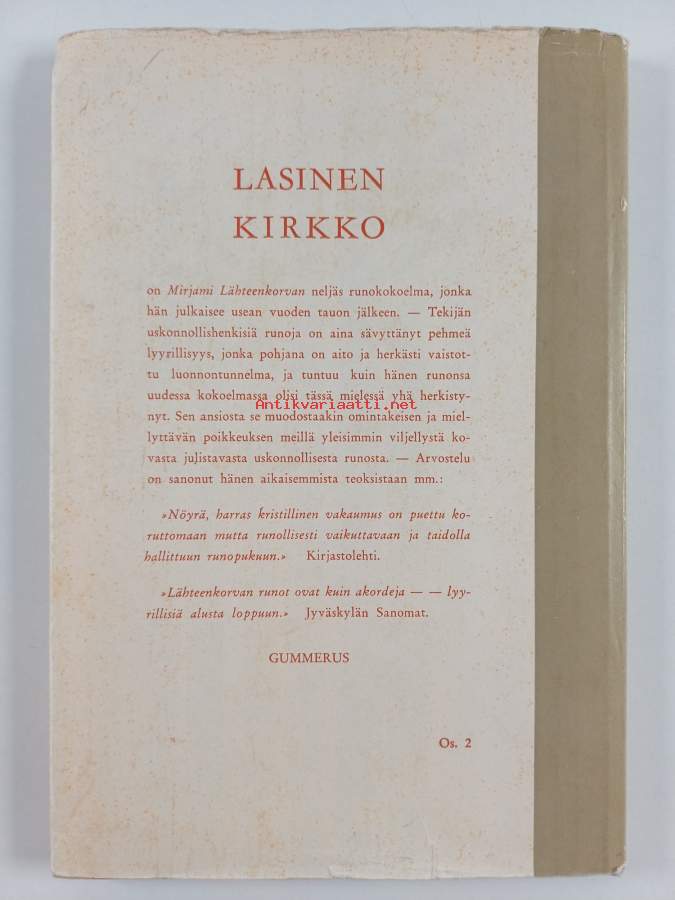 LASINEN
KIRKKO
on Mirjami Lähteenkorvan neljäs runokokoelma, jonka
hän julkaisee usean vuoden tauon jälkeen. — Tekijän
uskonnollishenkisiä runoja on aina sävyttänyt pehmeä
lyyrillisyys, jonka pohjana on aito ja herkästi vaistot-
tu luonnontunnelma, ja tuntuu kuin hänen runonsa
uudessa kokoelmassa olisi tässä mielessä yhä herkisty-
Antikvariaatti.net
nyt. Sen ansiosta se muodostaakin omintakeisen ja miel-
lyttävän poikkeuksen meillä yleisimmin viljellystä ko-
vasta julistavasta uskonnollisesta runosta. — Arvostelu
on sanonut hänen aikaisemmista teoksistaan mm.:
»Nöyrä, harras kristillinen vakaumus on puettu ko-
ruttomaan mutta runollisesti vaikuttavaan ja taidolla
hallittuun runopukuun.» Kirjastolehti.
»Lähteenkorvan runot ovat kuin akordeja — — lyy-
rillisiä alusta loppuun.» Jyväskylän Sanomat.
GUMMERUS
Os. 2